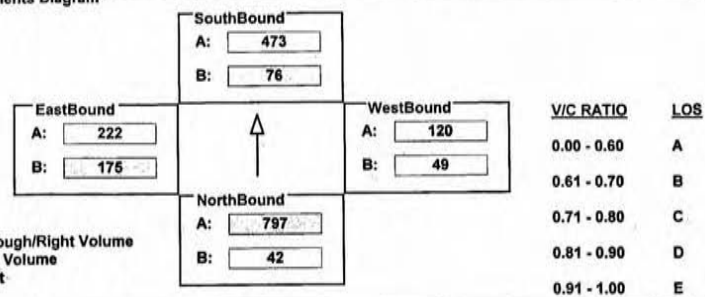 SouthBound
A: 473
B: 76
EastBound
A: 222
B: 175
WestBound
A: 120
B: 49
NorthBound
A: 797
B: 42
V/C RATIO LOS
0.00 - 0.60 A
0.61 - 0.70 B
0.71 - 0.80 C
0.81 - 0.90 D
0.91 - 1.00 E
Volume
Volume